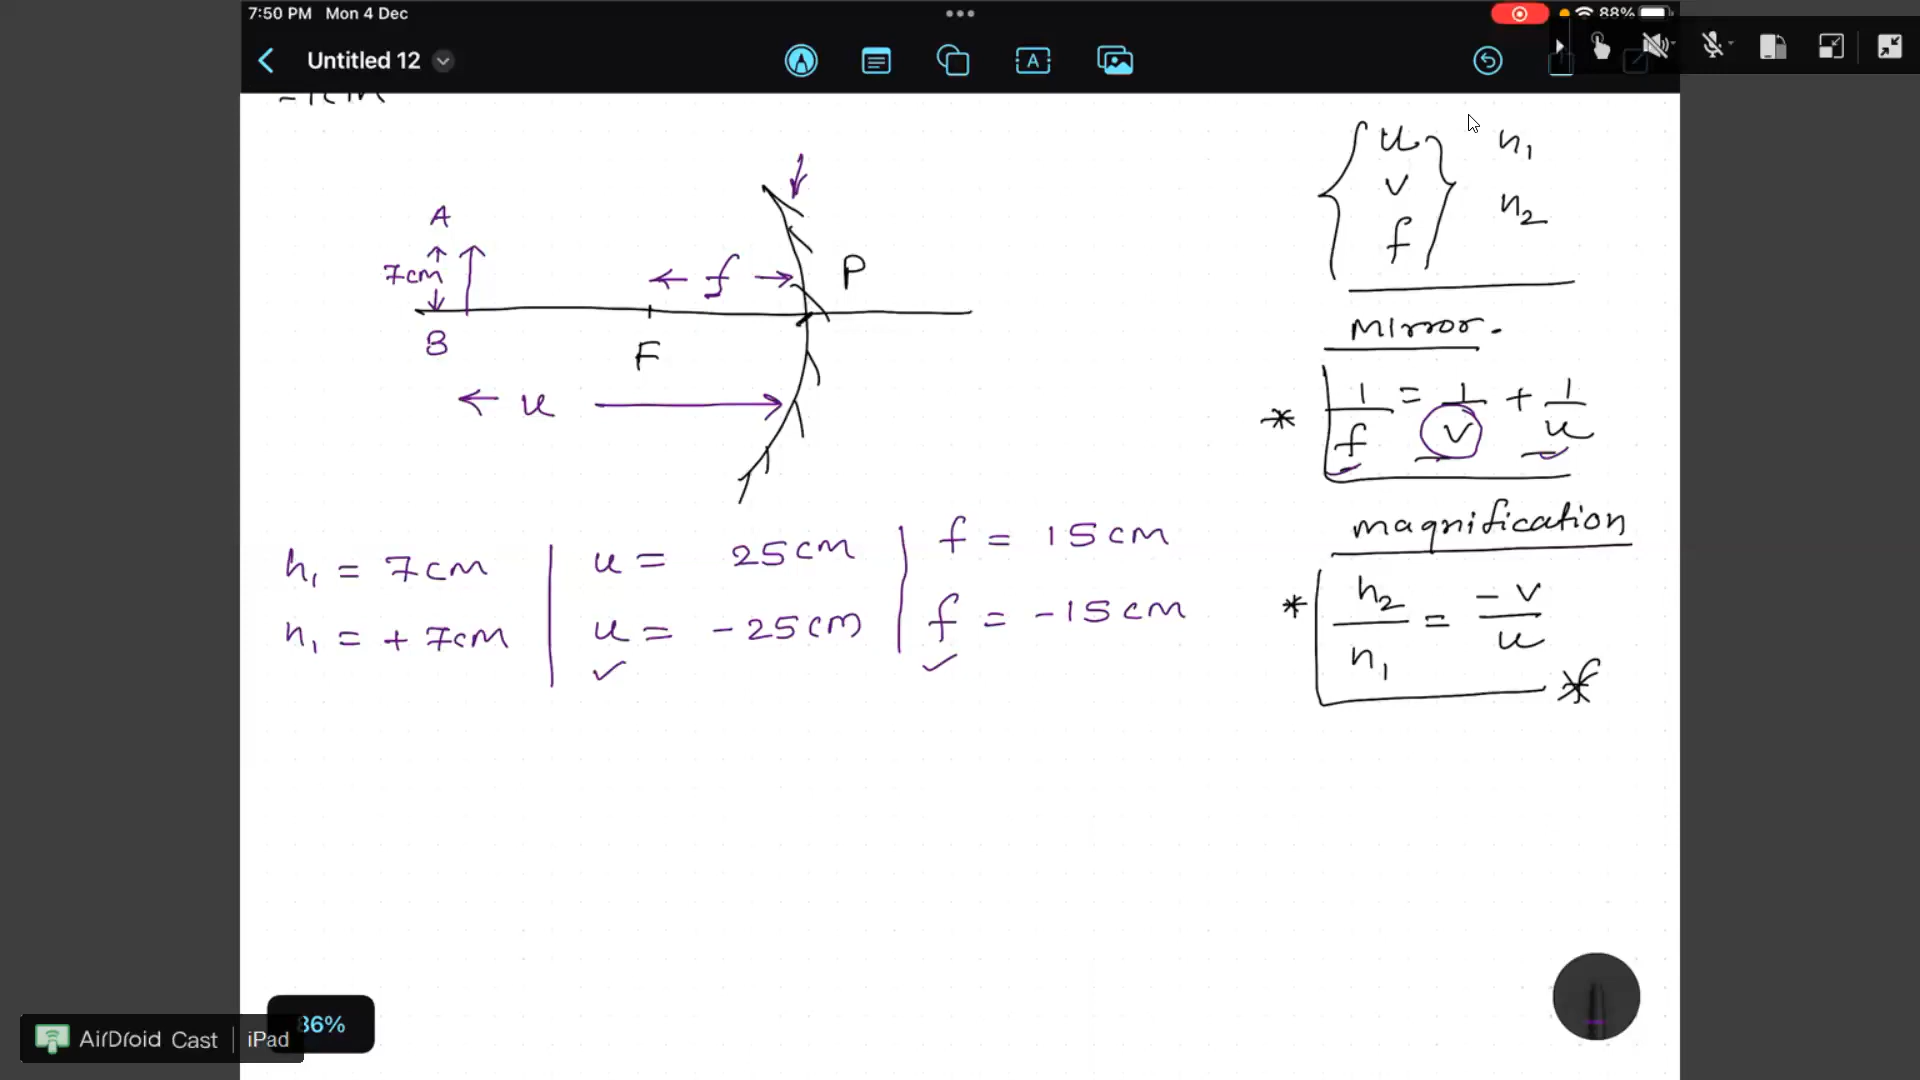 7:50 PM Mon 4 Dec
88%
Untitled 12
A
7cm
B
f
P
F
u
h₁ = 7cm
h₁ = + 7cm
u = 25cm
u = - 25cm
f = 15cm
f = -15cm
u
v
f
h₁
h₂
Mirror.
* 1/f = 1/v + 1/u
magnification
* h₂/h₁ = -v/u *
86%
AirDroid Cast | iPad